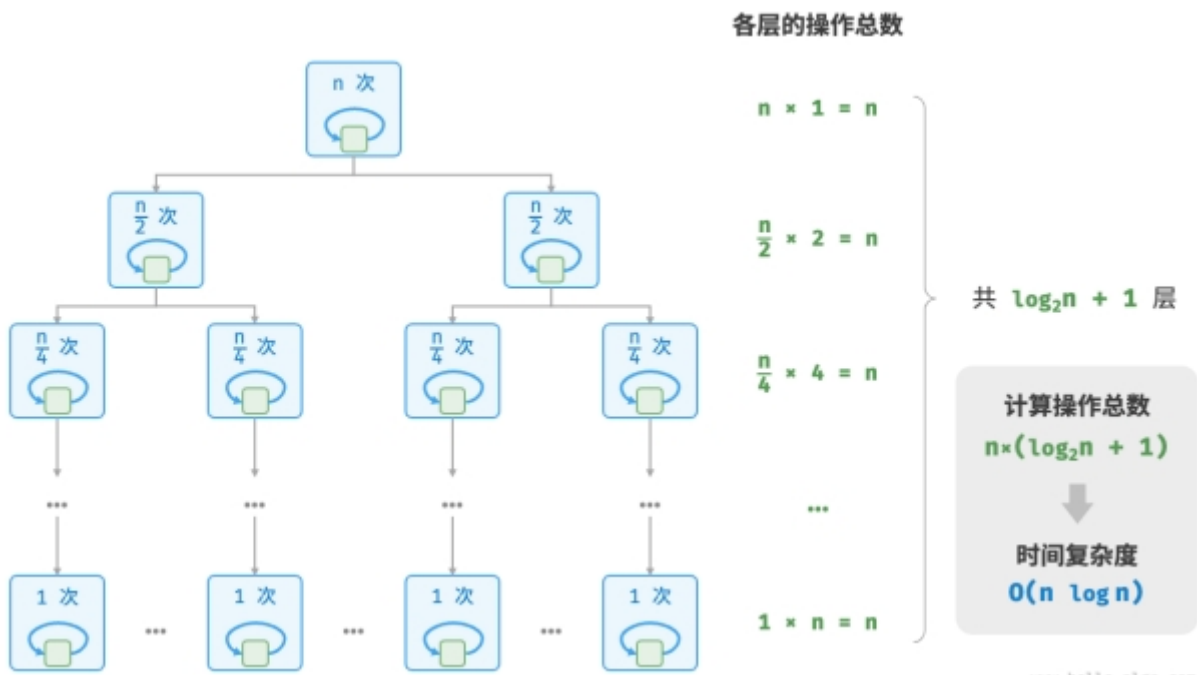 各层的操作总数
n 次
n × 1 = n
n/2 次
n/2 次
n/2 × 2 = n
共 log₂n + 1 层
n/4 次
n/4 次
n/4 次
n/4 次
n/4 × 4 = n
计算操作总数
n×(log₂n + 1)
...
...
...
...
...
时间复杂度
O(n log n)
1 次
...
1 次
...
1 次
...
1 次
1 × n = n